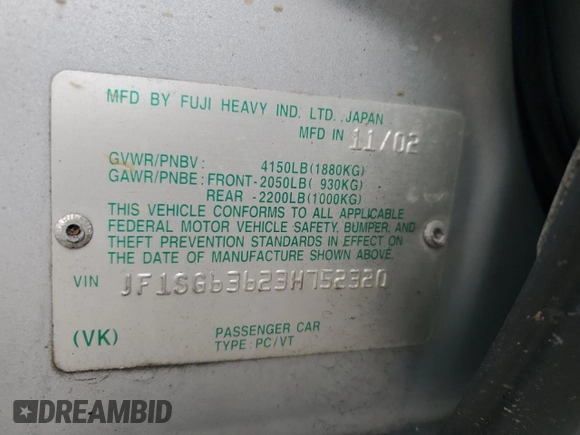 MFD BY FUJI HEAVY IND. LTD. JAPAN
MFD IN 11/02
GVWR/PNBV: 4150LB(1880KG)
GAWR/PNBE: FRONT-2050LB( 930KG)
REAR -2200LB(1000KG)
THIS VEHICLE CONFORMS TO ALL APPLICABLE
FEDERAL MOTOR VEHICLE SAFETY, BUMPER, AND
THEFT PREVENTION STANDARDS IN EFFECT ON
THE DATE OF MANUFACTURE SHOWN ABOVE.
VIN JF1SG63623H752320
(VK) PASSENGER CAR
TYPE: PC/VT
DREAMBID